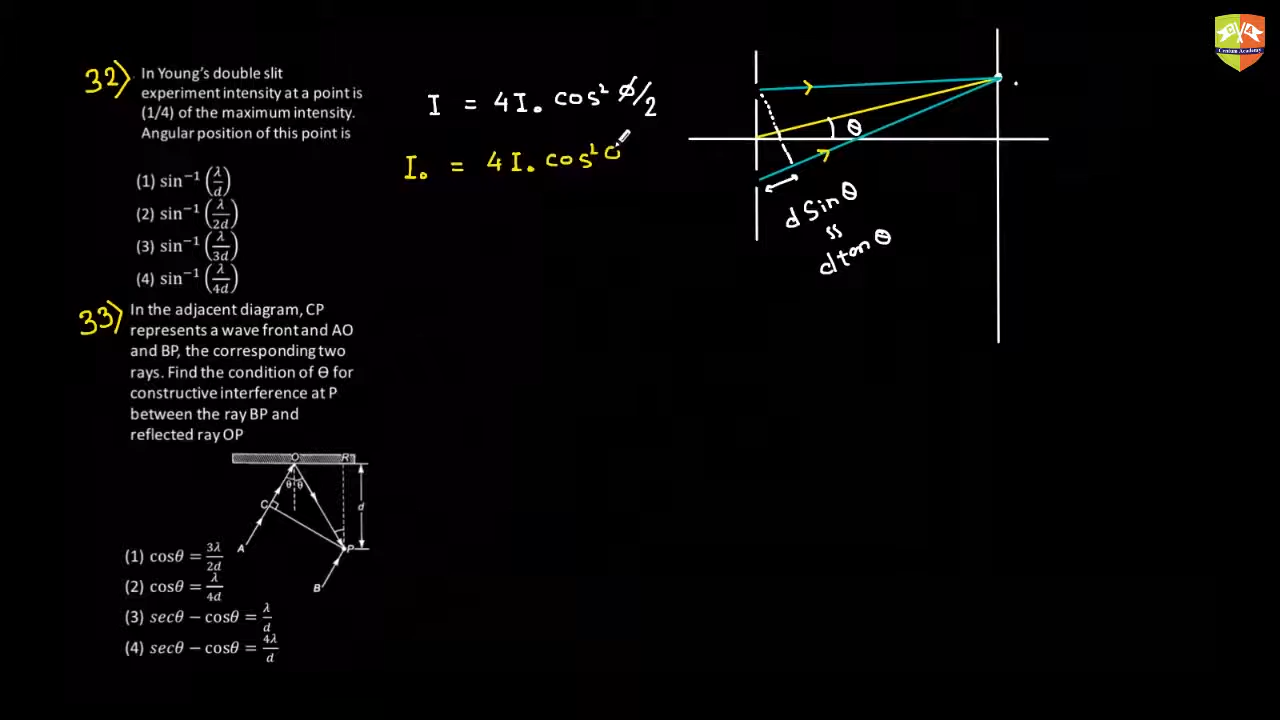 32) In Young's double slit
experiment intensity at a point is
(1/4) of the maximum intensity.
Angular position of this point is
(1) sin⁻¹ (λ/d)
(2) sin⁻¹ (λ/2d)
(3) sin⁻¹ (λ/3d)
(4) sin⁻¹ (λ/4d)
33) In the adjacent diagram, CP
represents a wave front and AO
and BP, the corresponding two
rays. Find the condition of Ɵ for
constructive interference at P
between the ray BP and
reflected ray OP
O R
θ θ
C d
A P
B
(1) cosθ = 3λ/2d
(2) cosθ = λ/4d
(3) secθ − cosθ = λ/d
(4) secθ − cosθ = 4λ/d
I = 4I₀ cos² φ/2
I₀ = 4I₀ cos²
θ
d Sin θ
=
d tan θ
Centum Academy